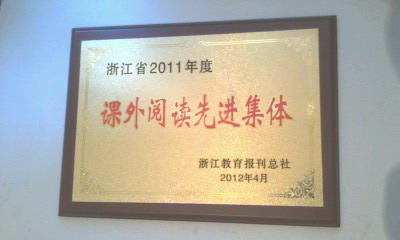 浙江省2011年度
课外阅读先进集体
浙江教育报刊总社
2012年4月